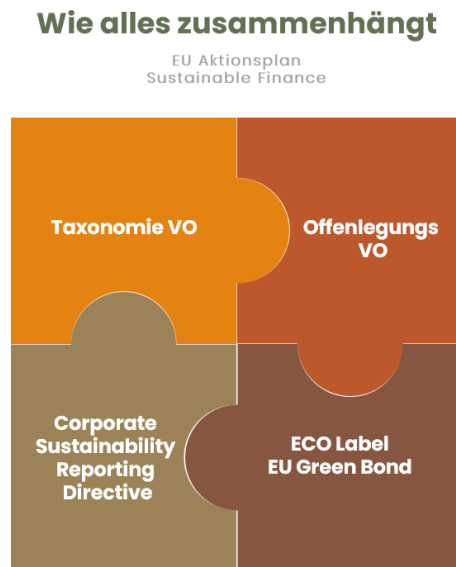 Wie alles zusammenhängt
EU Aktionsplan
Sustainable Finance
Taxonomie VO
Offenlegungs
VO
Corporate
Sustainability
Reporting
Directive
ECO Label
EU Green Bond